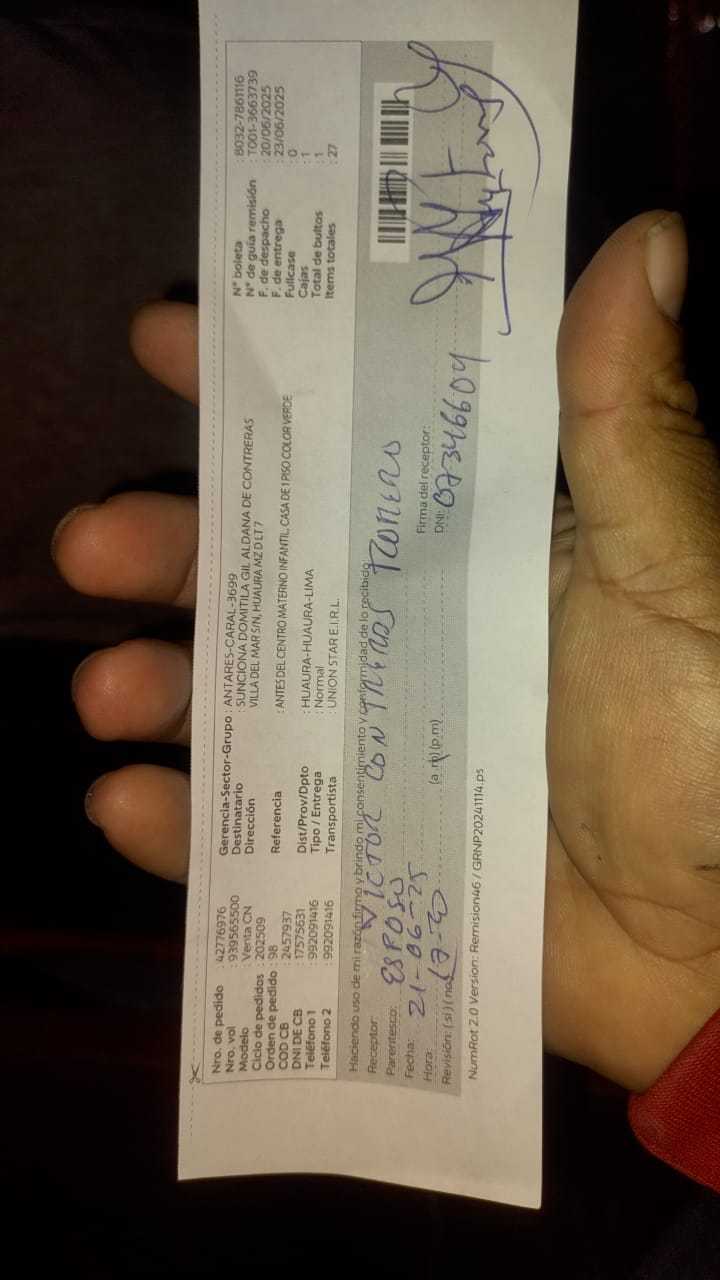 Nro. de pedido : 42776976
Nro. vol : 939565500
Modelo : Venta CN
Ciclo de pedidos : 202509
Orden de pedido : 98
COD CB : 2457937
DNI DE CB : 17575631
Teléfono 1 : 992091416
Teléfono 2 : 992091416
Gerencia-Sector-Grupo : ANTARES-CARAL-3699
Destinatario : SUNCIONA DOMITILA GIL ALDANA DE CONTRERAS
Dirección VILLA DEL MAR S/N, HUAURA MZ D LT 7
Referencia : ANTES DEL CENTRO MATERNO INFANTIL, CASA DE 1 PISO COLOR VERDE
Dist/Prov/Dpto : HUAURA-HUAURA-LIMA
Tipo / Entrega : Normal
Transportista : UNION STAR E.I.R.L.
N° boleta : B032-7861116
N° de guía remisión : T001-3663739
F. de despacho : 20/06/2025
F. de entrega : 23/06/2025
Fullcase : 0
Cajas : 1
Total de bultos : 1
Items totales : 27
Haciendo uso de mi razón firmo y brindo mi consentimiento y conformidad de lo recibido:
Receptor: VICTOR CONTRERAS ROMERO
Parentesco: ESPOSO
Fecha: 21-06-25
Hora: (a.m) (p.m)
Revisión: (si) (no)
Firma del receptor:
DNI: 07346604
NumRot 2.0 Version: Remision46 / GRNP20241114.ps